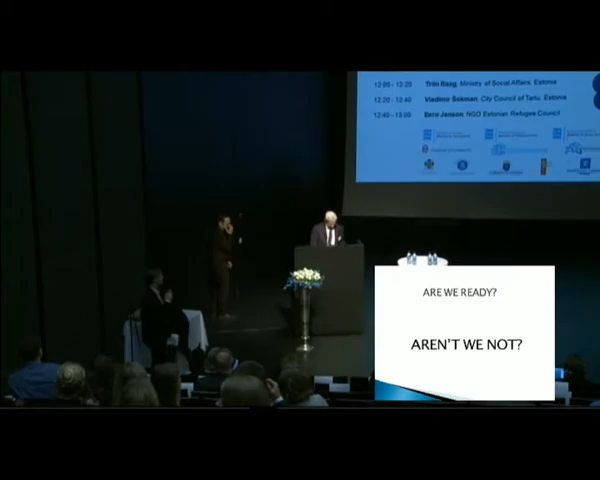 12:00 - 12:20 Triin Raag, Ministry of Social Affairs, Estonia
12:20 - 12:40 Vladimir Šokman, City Council of Tartu, Estonia
12:40 - 13:00 Eero Janson, NGO Estonian Refugee Council
ARE WE READY?
AREN'T WE NOT?